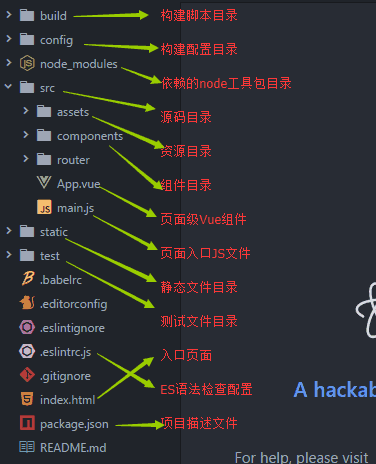 build 构建脚本目录
config 构建配置目录
node_modules 依赖的node工具包目录
src 源码目录
assets 资源目录
components 组件目录
router
App.vue 页面级Vue组件
main.js 页面入口JS文件
static 静态文件目录
test 测试文件目录
.babelrc
.editorconfig
.eslintignore 入口页面
.eslintrc.js ES语法检查配置
.gitignore A hackab
index.html
package.json 项目描述文件
README.md For help, please visit